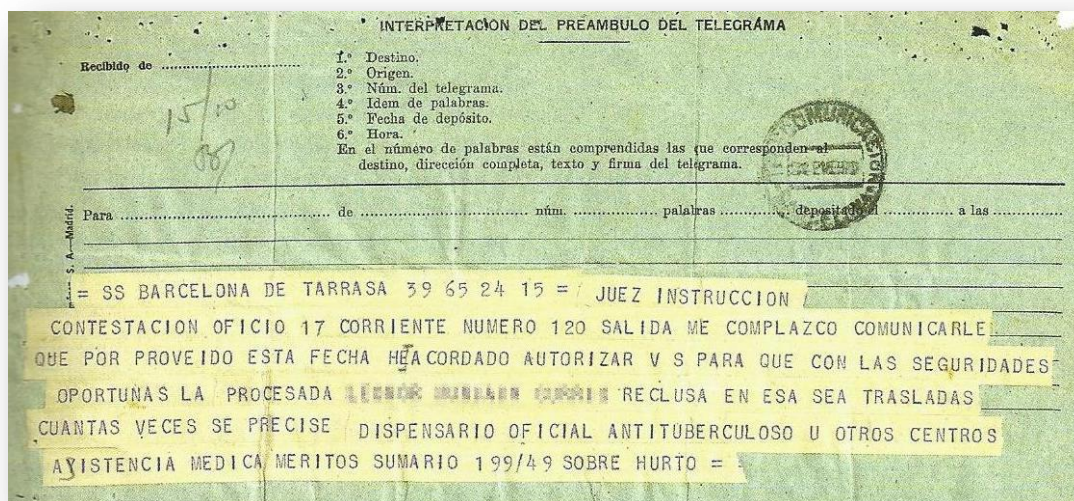 INTERPRETACION DEL PREAMBULO DEL TELEGRAMA
Recibido de
1.º Destino.
2.º Origen.
3.º Núm. del telegrama.
4.º Idem de palabras.
5.º Fecha de depósito.
6.º Hora.
En el número de palabras están comprendidas las que corresponden al
destino, dirección completa, texto y firma del telegrama.
15/10
S. A.—Madrid.
Para de núm. palabras depositado el a las
= SS BARCELONA DE TARRASA 39 65 24 15 = JUEZ INSTRUCCION
CONTESTACION OFICIO 17 CORRIENTE NUMERO 120 SALIDA ME COMPLAZCO COMUNICARLE
QUE POR PROVEIDO ESTA FECHA HE ACORDADO AUTORIZAR V S PARA QUE CON LAS SEGURIDADES
OPORTUNAS LA PROCESADA RECLUSA EN ESA SEA TRASLADAS
CUANTAS VECES SE PRECISE DISPENSARIO OFICIAL ANTITUBERCULOSO U OTROS CENTROS
ASISTENCIA MEDICA MERITOS SUMARIO 199/49 SOBRE HURTO =